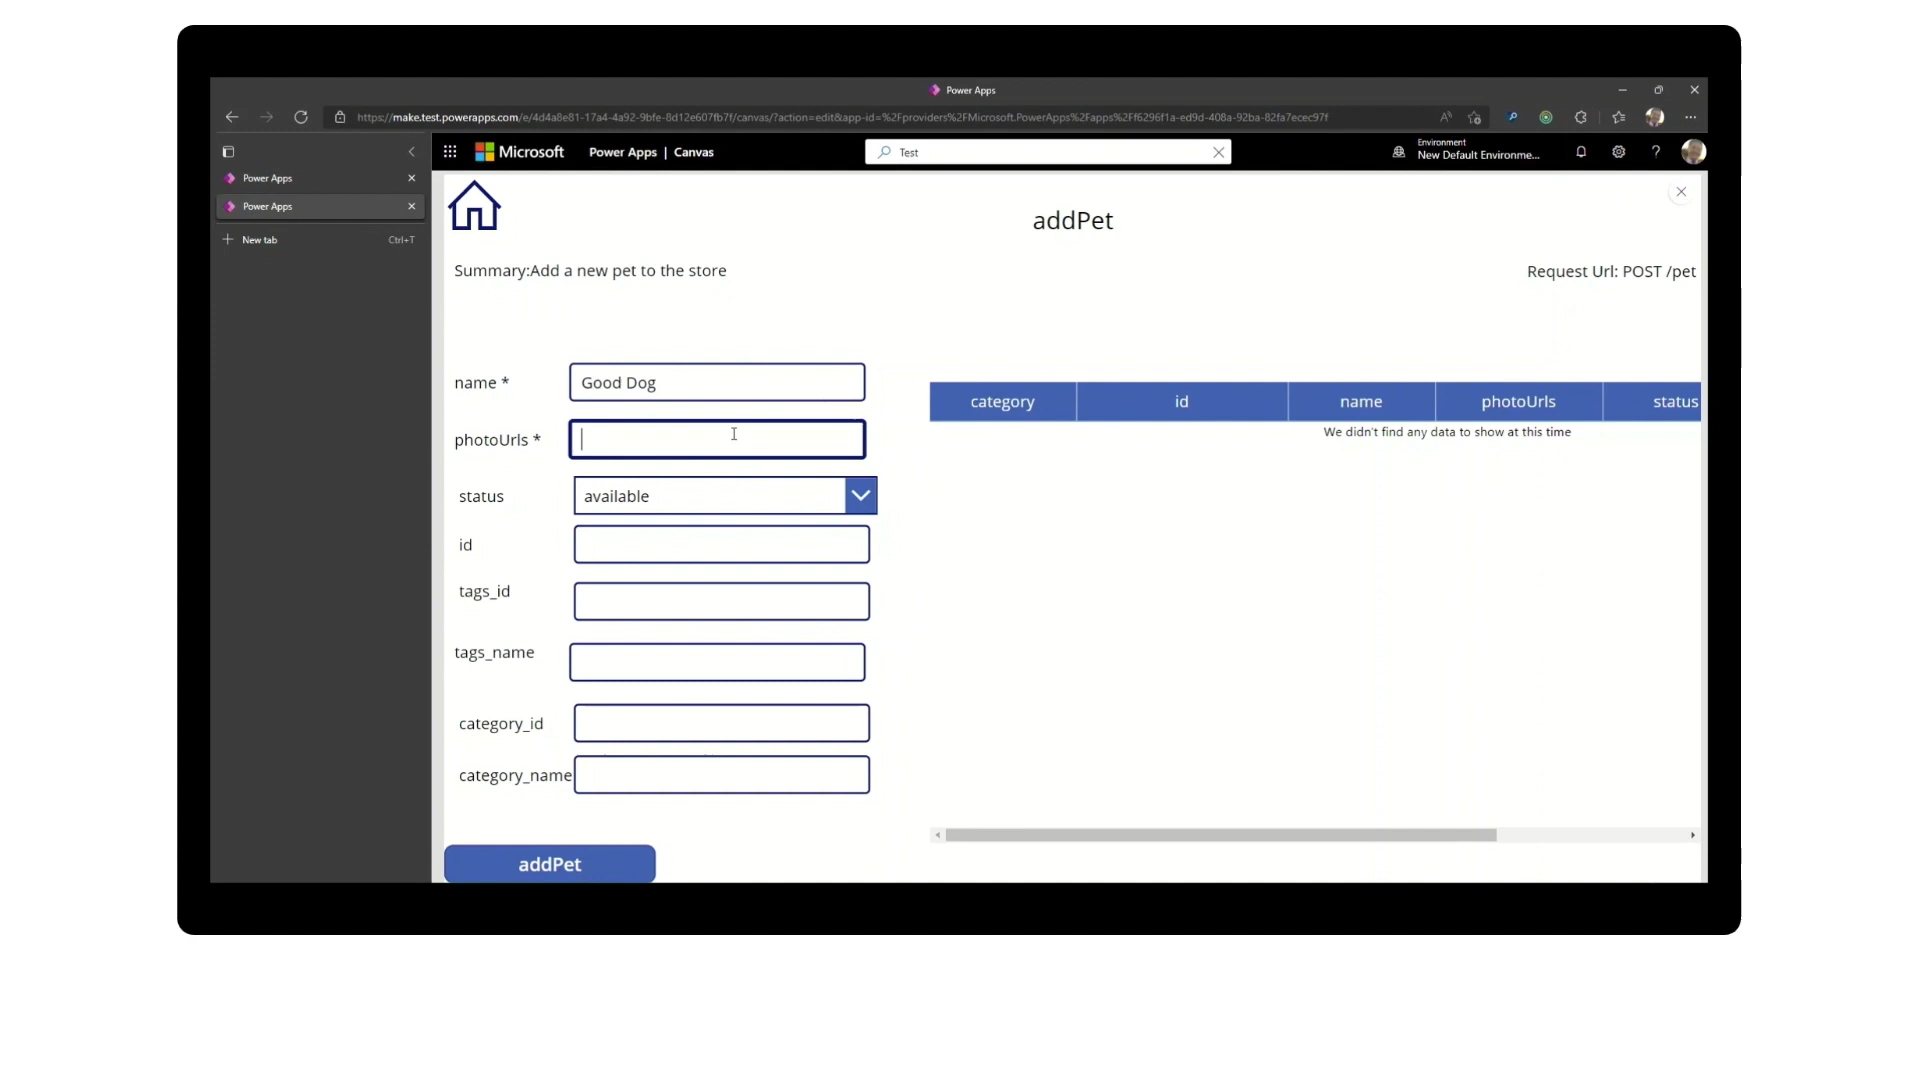 Power Apps
https://make.test.powerapps.com/e/4d4a8e81-17a4-4a92-9bfe-8d12e607fb7f/canvas/?action=edit&app-id=%2Fproviders%2FMicrosoft.PowerApps%2Fapps%2Ff6296f1a-ed9d-408a-92ba-82fa7ecec97f
Microsoft Power Apps | Canvas
Test
Environment
New Default Environme...
Power Apps
Power Apps
New tab Ctrl+T
addPet
Summary:Add a new pet to the store
Request Url: POST /pet
name * Good Dog
photoUrls *
status available
id
tags_id
tags_name
category_id
category_name
category id name photoUrls status
We didn't find any data to show at this time
addPet